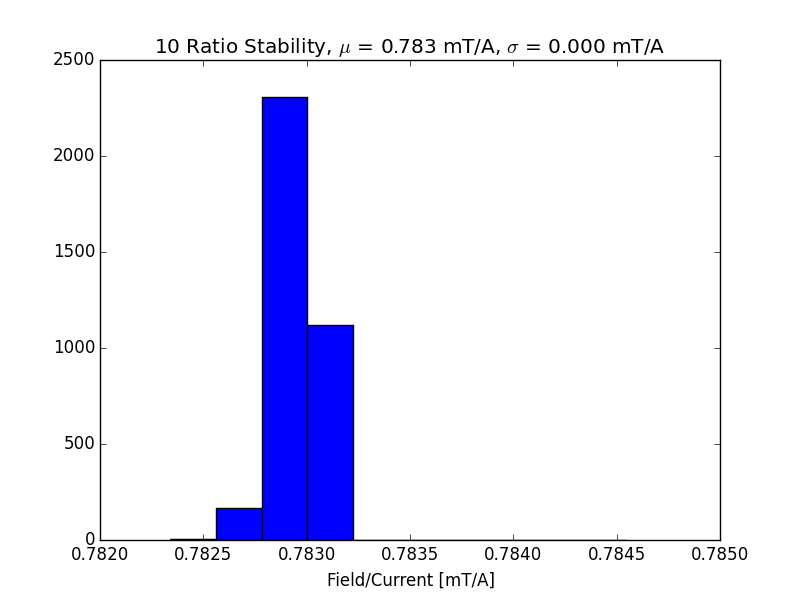 10 Ratio Stability, μ = 0.783 mT/A, σ = 0.000 mT/A
2500
2000
1500
1000
500
0
0.7820 0.7825 0.7830 0.7835 0.7840 0.7845 0.7850
Field/Current [mT/A]